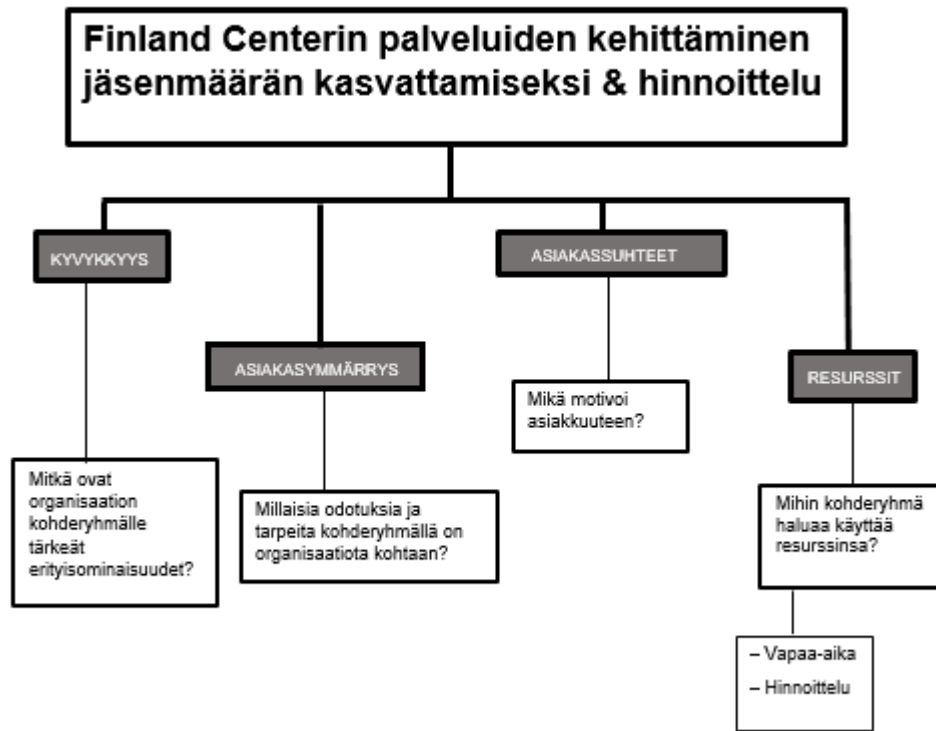 Finland Centerin palveluiden kehittäminen
jäsenmäärän kasvattamiseksi & hinnoittelu
KYVYKKYYS
Mitkä ovat
organisaation
kohderyhmälle
tärkeät
erityisominaisuudet?
ASIAKASYMMÄRRYS
Millaisia odotuksia ja
tarpeita kohderyhmällä on
organisaatiota kohtaan?
ASIAKASSUHTEET
Mikä motivoi
asiakkuuteen?
RESURSSIT
Mihin kohderyhmä
haluaa käyttää
resurssinsa?
– Vapaa-aika
– Hinnoittelu